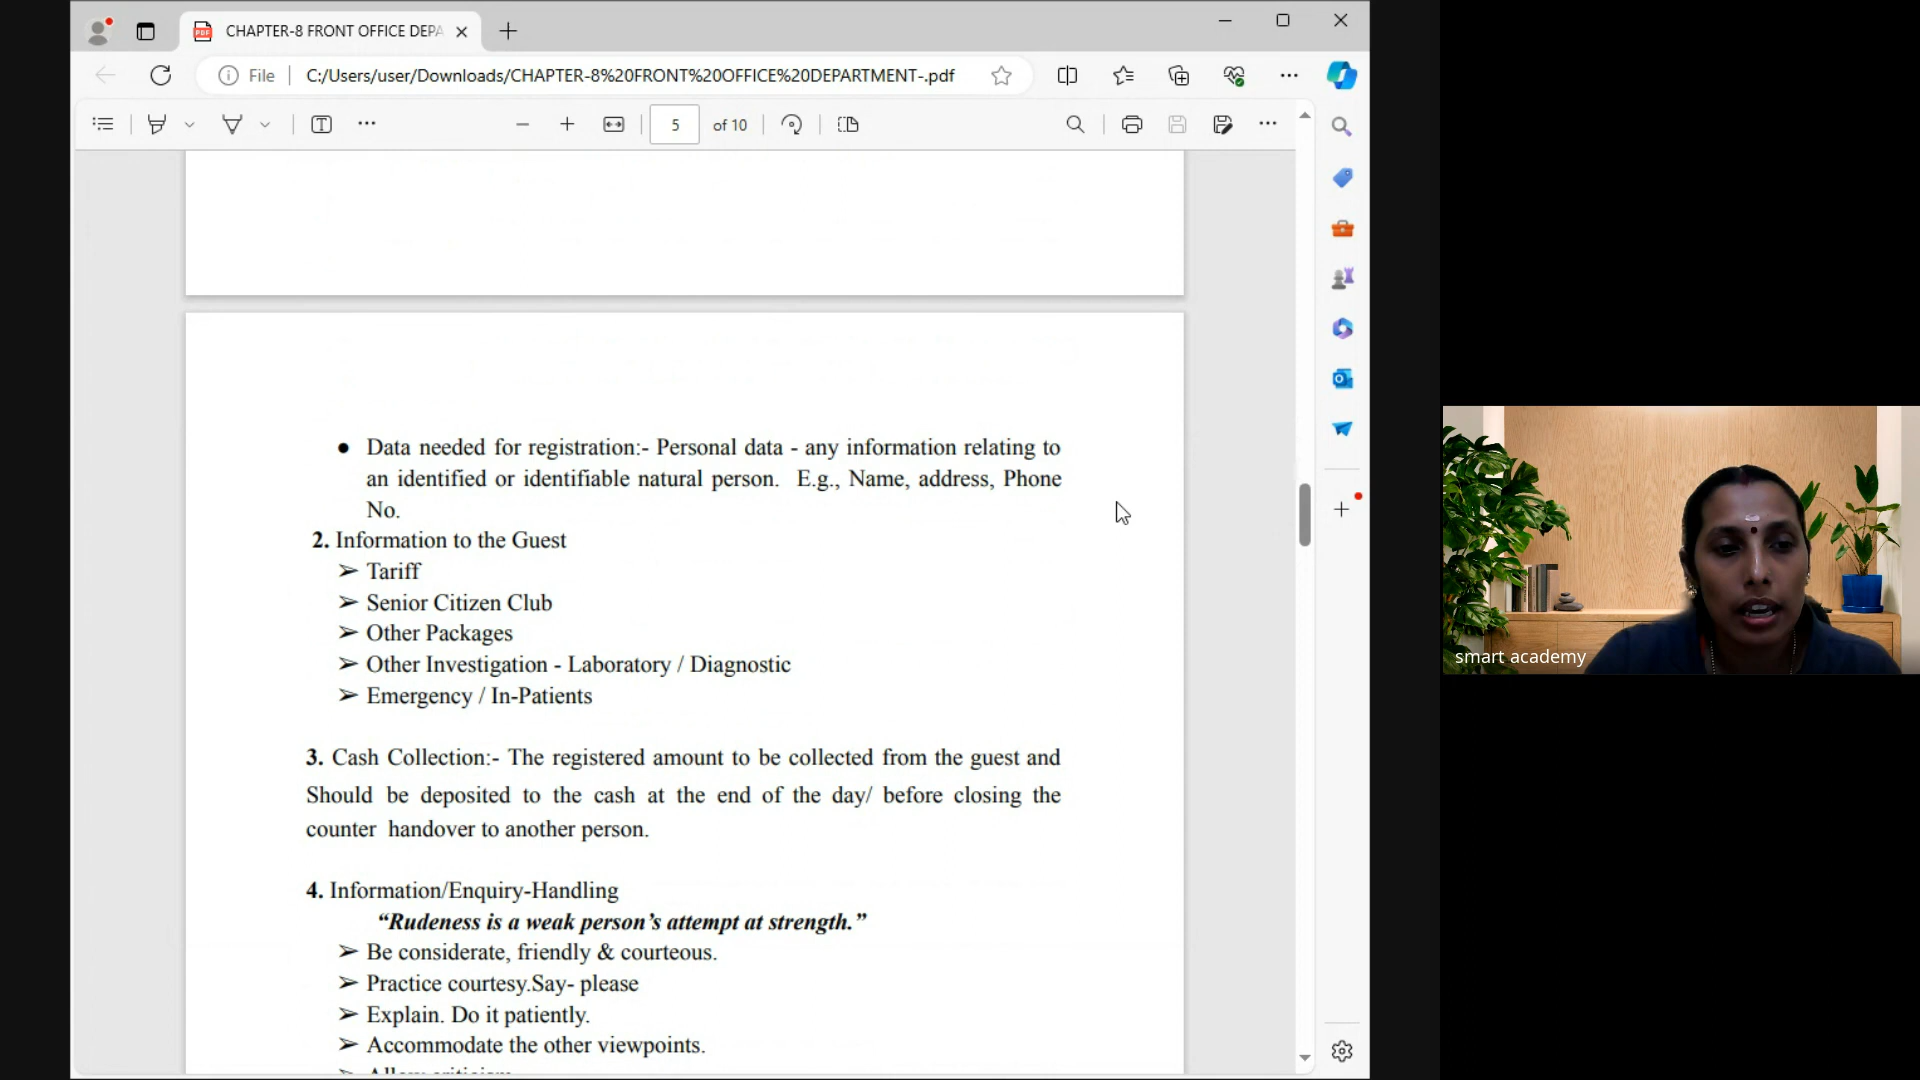 CHAPTER-8 FRONT OFFICE DEPA
File
C:/Users/user/Downloads/CHAPTER-8%20FRONT%20OFFICE%20DEPARTMENT-.pdf
5 of 10
● Data needed for registration:- Personal data - any information relating to
an identified or identifiable natural person. E.g., Name, address, Phone
No.
2. Information to the Guest
➢ Tariff
➢ Senior Citizen Club
➢ Other Packages
➢ Other Investigation - Laboratory / Diagnostic
➢ Emergency / In-Patients
3. Cash Collection:- The registered amount to be collected from the guest and
Should be deposited to the cash at the end of the day/ before closing the
counter handover to another person.
4. Information/Enquiry-Handling
“Rudeness is a weak person’s attempt at strength.”
➢ Be considerate, friendly & courteous.
➢ Practice courtesy.Say- please
➢ Explain. Do it patiently.
➢ Accommodate the other viewpoints.
smart academy